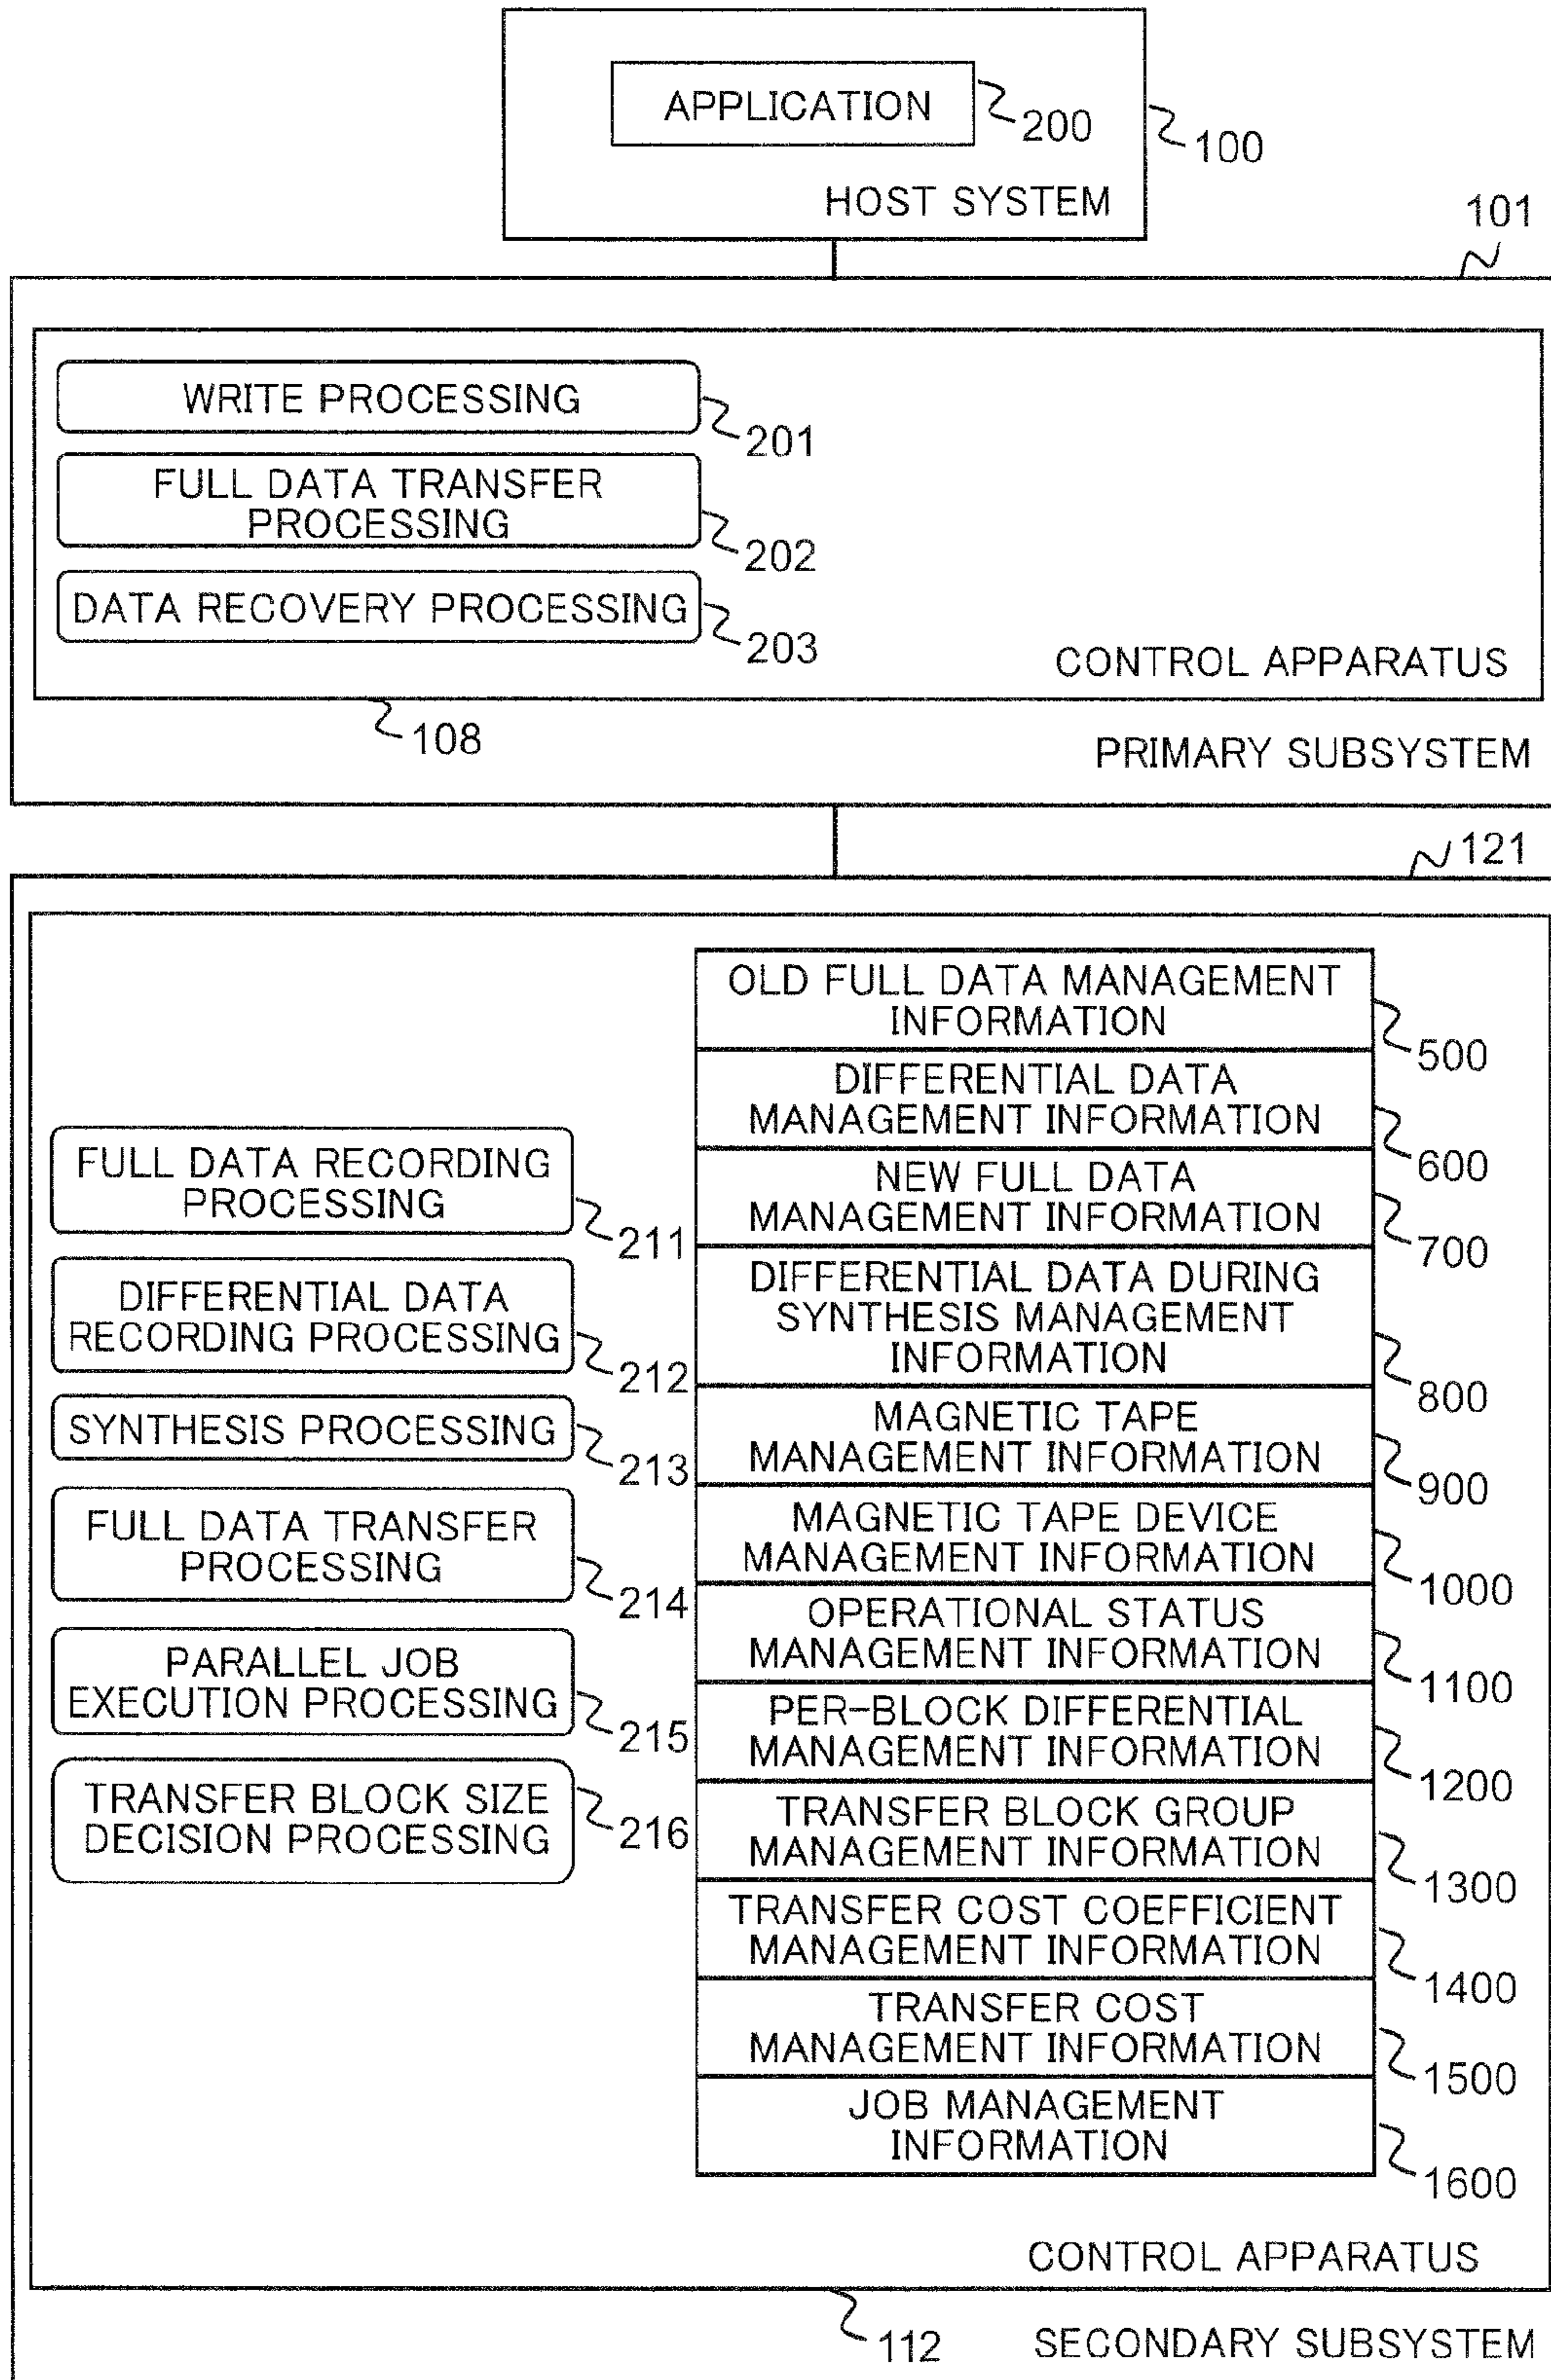 APPLICATION
200
100
HOST SYSTEM
101
WRITE PROCESSING
201
FULL DATA TRANSFER
PROCESSING
202
DATA RECOVERY PROCESSING
203
CONTROL APPARATUS
108
PRIMARY SUBSYSTEM
121
FULL DATA RECORDING
PROCESSING
211
DIFFERENTIAL DATA
RECORDING PROCESSING
212
SYNTHESIS PROCESSING
213
FULL DATA TRANSFER
PROCESSING
214
PARALLEL JOB
EXECUTION PROCESSING
215
TRANSFER BLOCK SIZE
DECISION PROCESSING
216
OLD FULL DATA MANAGEMENT
INFORMATION
500
DIFFERENTIAL DATA
MANAGEMENT INFORMATION
600
NEW FULL DATA
MANAGEMENT INFORMATION
700
DIFFERENTIAL DATA DURING
SYNTHESIS MANAGEMENT
INFORMATION
800
MAGNETIC TAPE
MANAGEMENT INFORMATION
900
MAGNETIC TAPE DEVICE
MANAGEMENT INFORMATION
1000
OPERATIONAL STATUS
MANAGEMENT INFORMATION
1100
PER-BLOCK DIFFERENTIAL
MANAGEMENT INFORMATION
1200
TRANSFER BLOCK GROUP
MANAGEMENT INFORMATION
1300
TRANSFER COST COEFFICIENT
MANAGEMENT INFORMATION
1400
TRANSFER COST
MANAGEMENT INFORMATION
1500
JOB MANAGEMENT
INFORMATION
1600
CONTROL APPARATUS
112
SECONDARY SUBSYSTEM